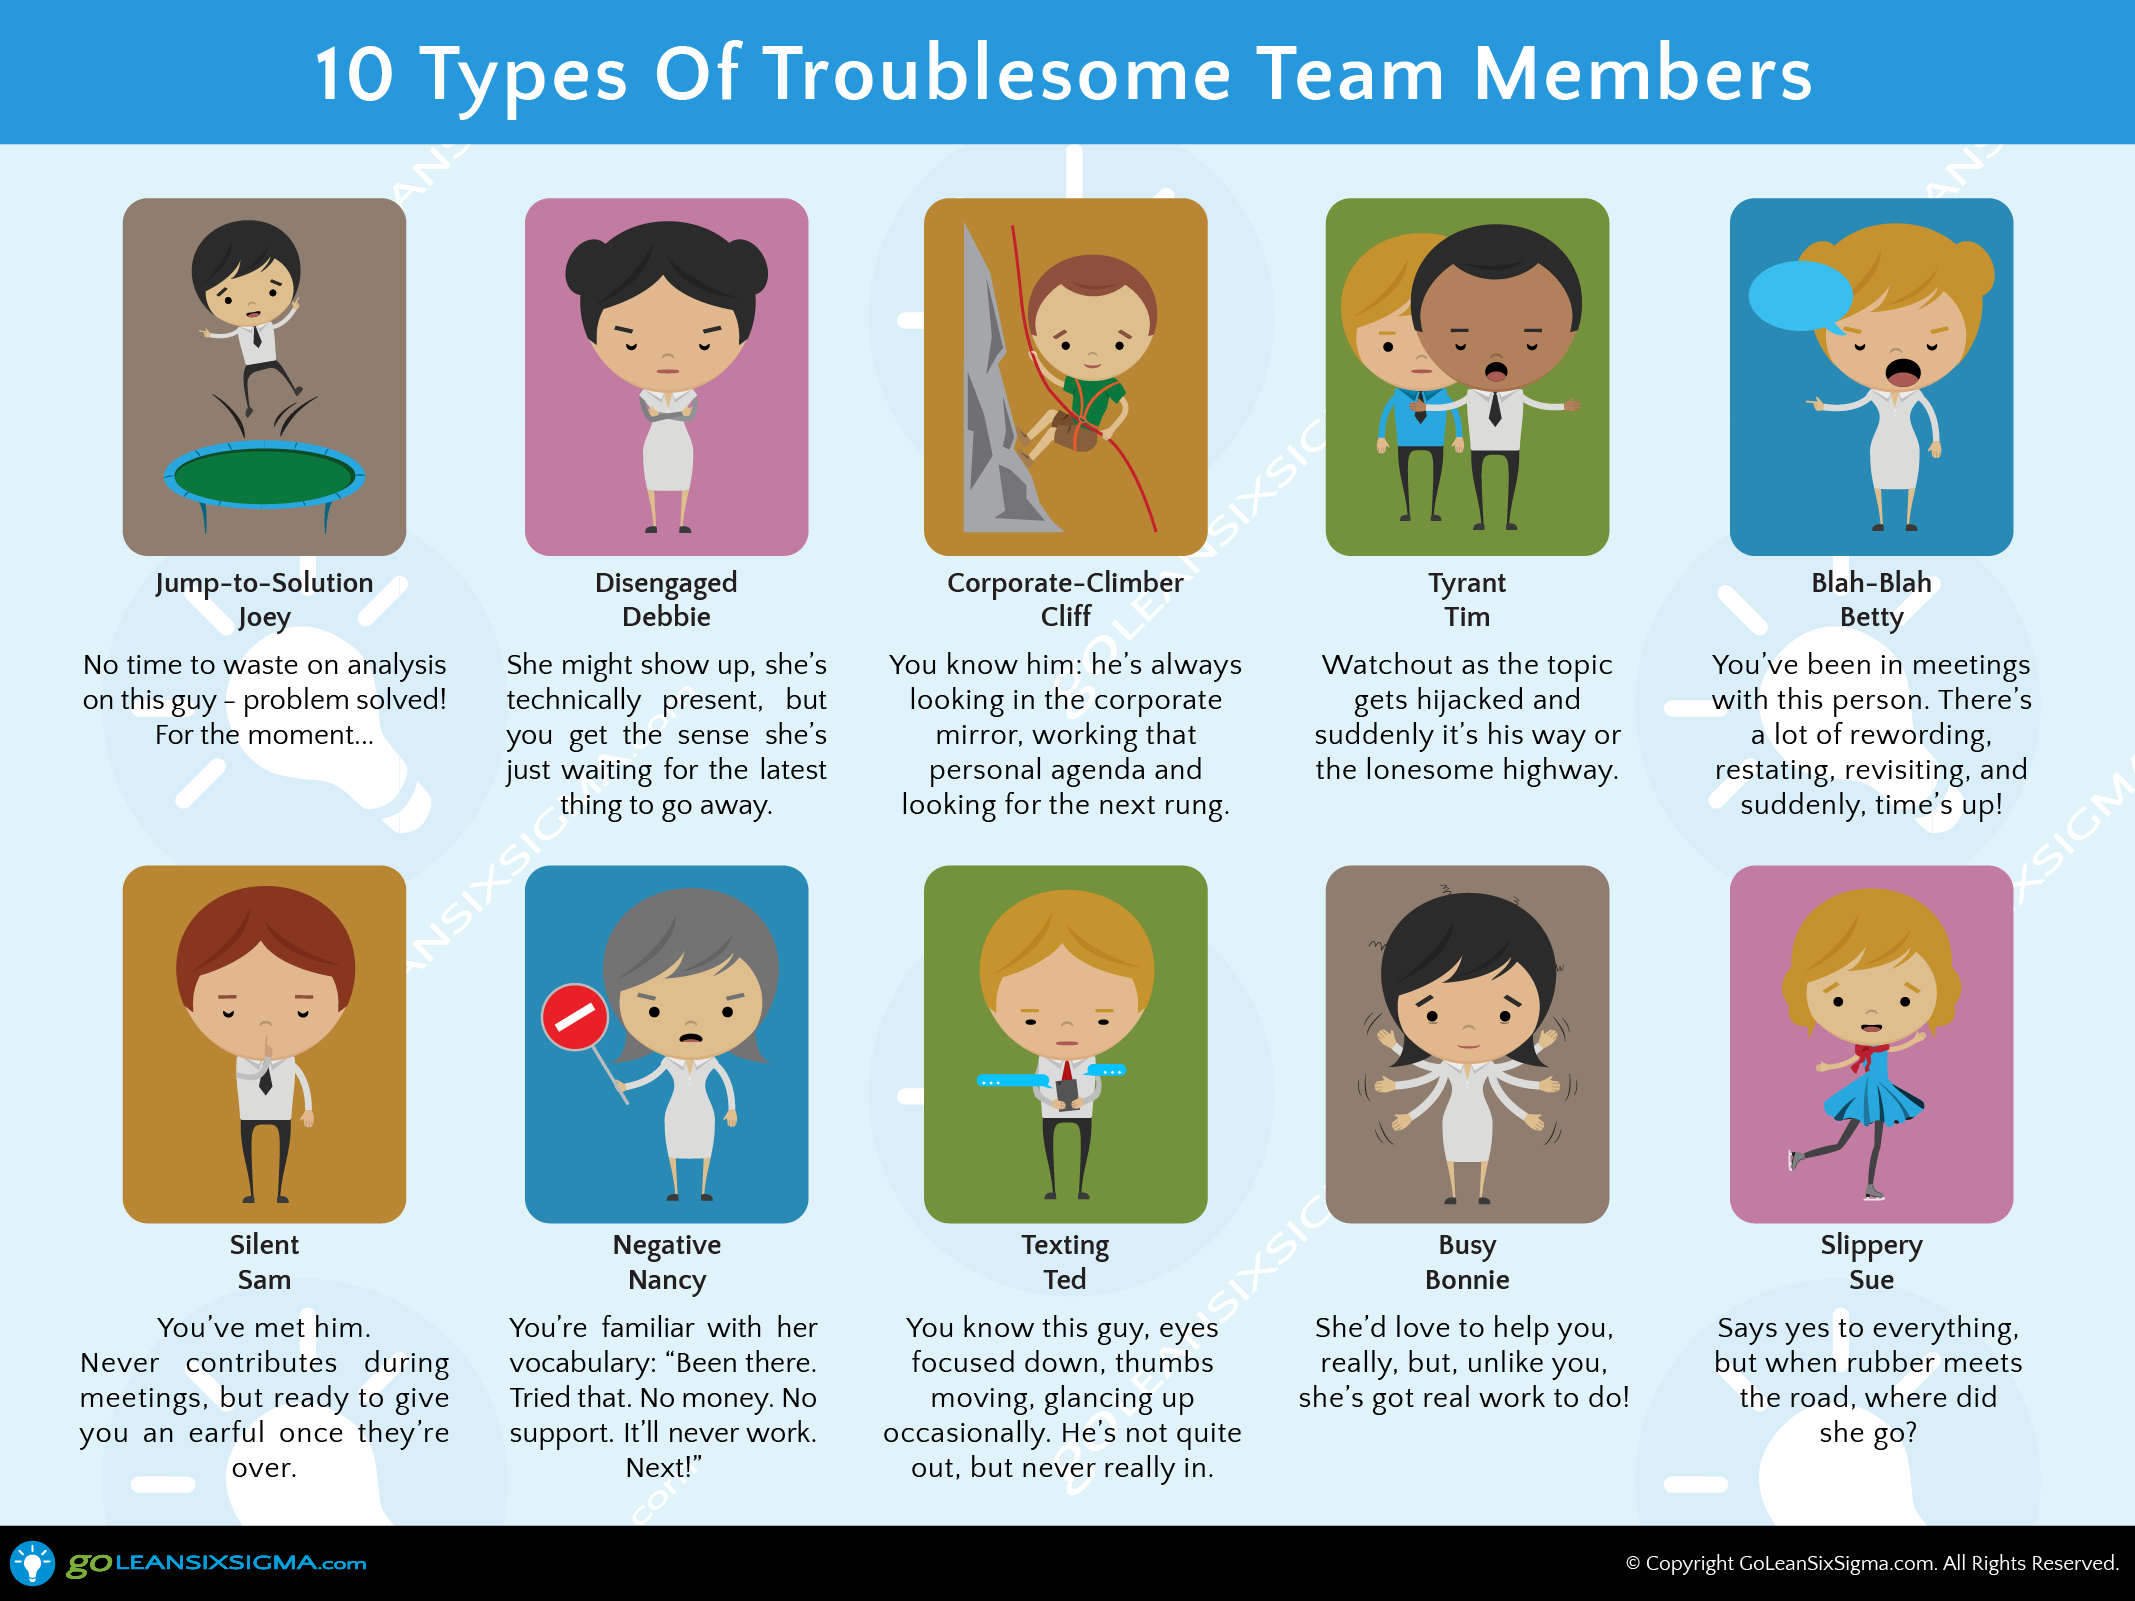 10 Types Of Troublesome Team Members
Jump-to-Solution
Joey
No time to waste on analysis
on this guy – problem solved!
For the moment...
Disengaged
Debbie
She might show up, she's
technically present, but
you get the sense she's
just waiting for the latest
thing to go away.
Corporate-Climber
Cliff
You know him: he's always
looking in the corporate
mirror, working that
personal agenda and
looking for the next rung.
Tyrant
Tim
Watchout as the topic
gets hijacked and
suddenly it's his way or
the lonesome highway.
Blah-Blah
Betty
You've been in meetings
with this person. There's
a lot of rewording,
restating, revisiting, and
suddenly, time's up!
Silent
Sam
You've met him.
Never contributes during
meetings, but ready to give
you an earful once they're
over.
Negative
Nancy
You're familiar with her
vocabulary: "Been there.
Tried that. No money. No
support. It'll never work.
Next!"
Texting
Ted
You know this guy, eyes
focused down, thumbs
moving, glancing up
occasionally. He's not quite
out, but never really in.
Busy
Bonnie
She'd love to help you,
really, but, unlike you,
she's got real work to do!
Slippery
Sue
Says yes to everything,
but when rubber meets
the road, where did
she go?
goLEANSIXSIGMA.com
© Copyright GoLeanSixSigma.com. All Rights Reserved.